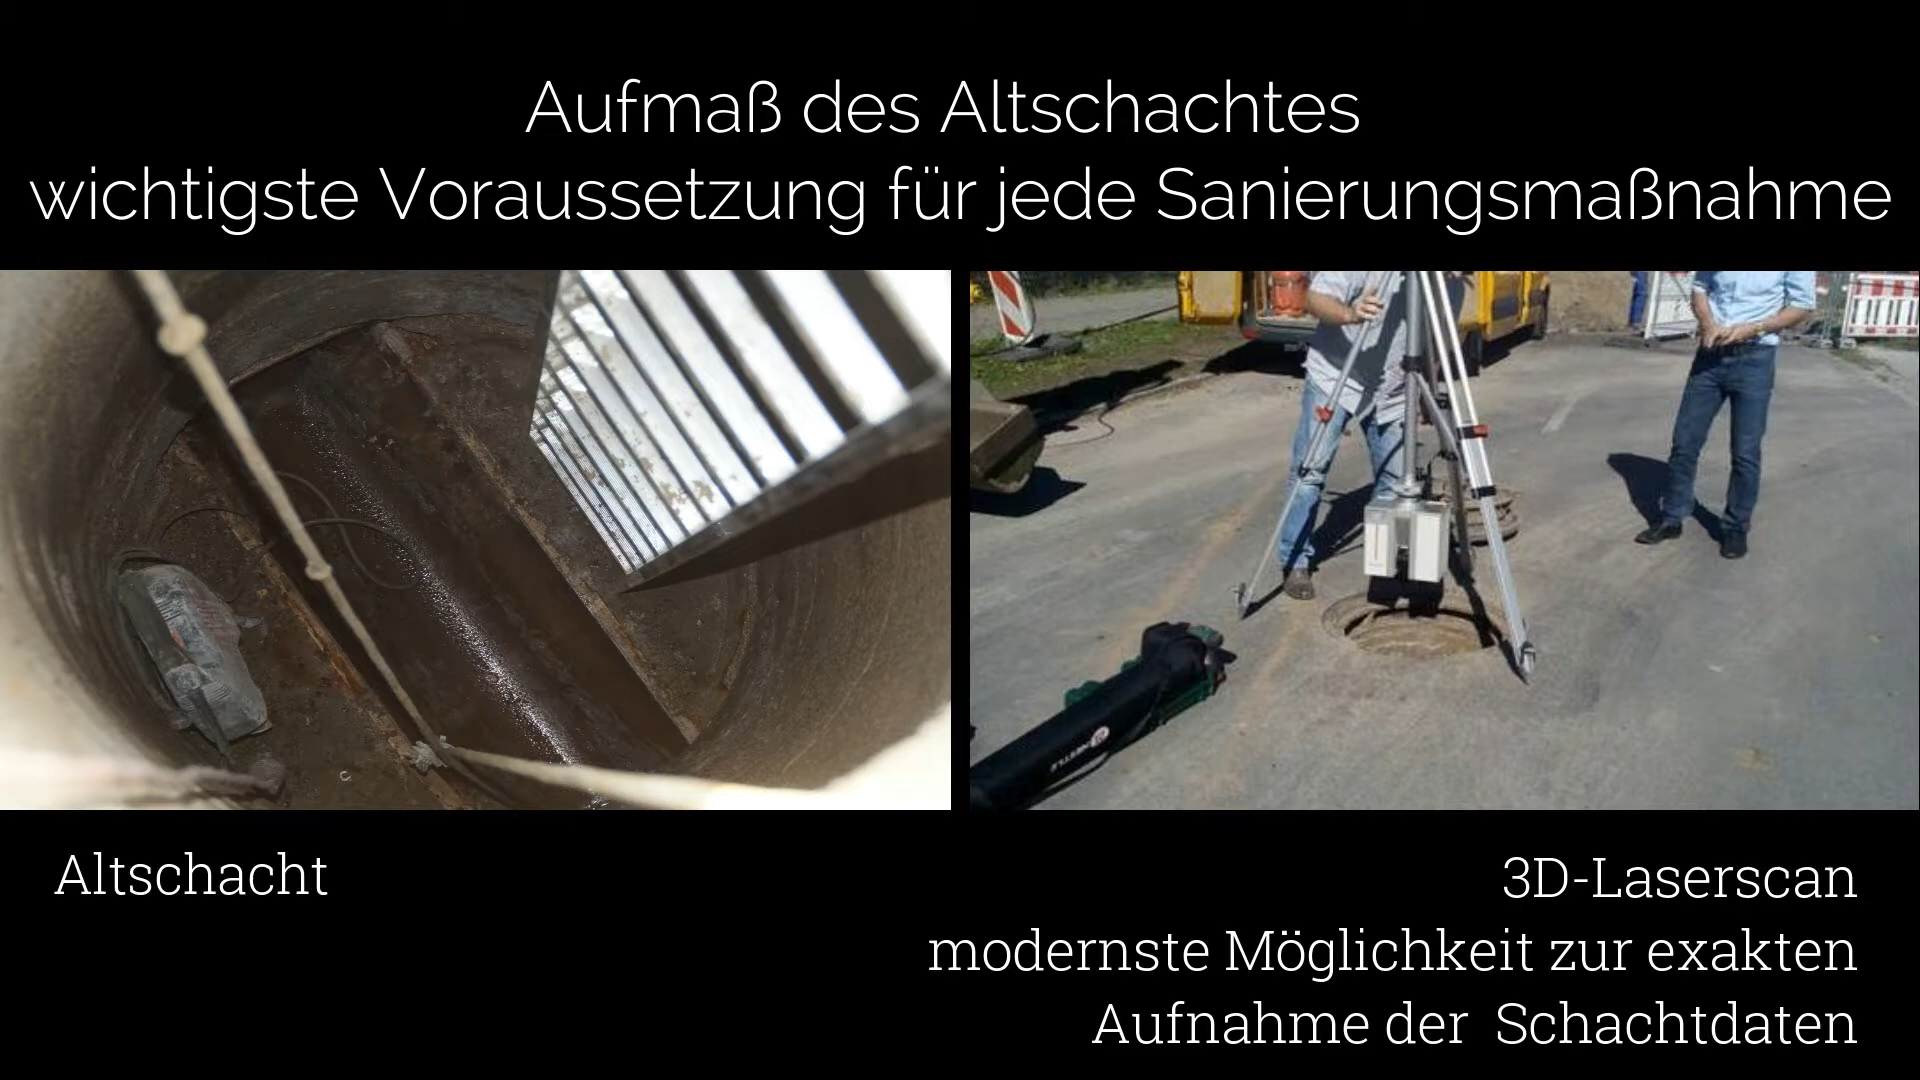 Aufmaß des Altschachtes
wichtigste Voraussetzung für jede Sanierungsmaßnahme
Altschacht
3D-Laserscan
modernste Möglichkeit zur exakten
Aufnahme der  Schachtdaten